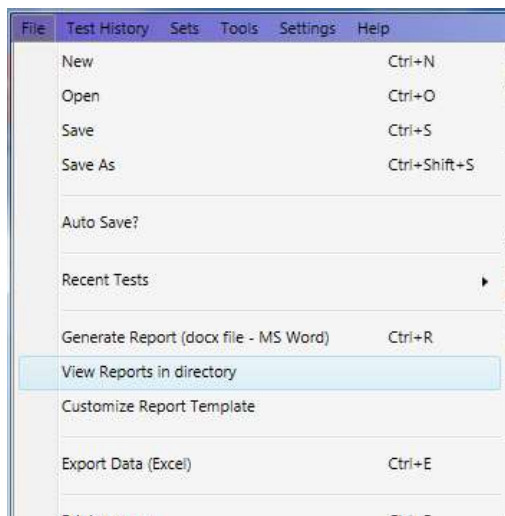 File Test History Sets Tools Settings Help
New Ctrl+N
Open Ctrl+O
Save Ctrl+S
Save As Ctrl+Shift+S
Auto Save?
Recent Tests
Generate Report (docx file - MS Word) Ctrl+R
View Reports in directory
Customize Report Template
Export Data (Excel) Ctrl+E